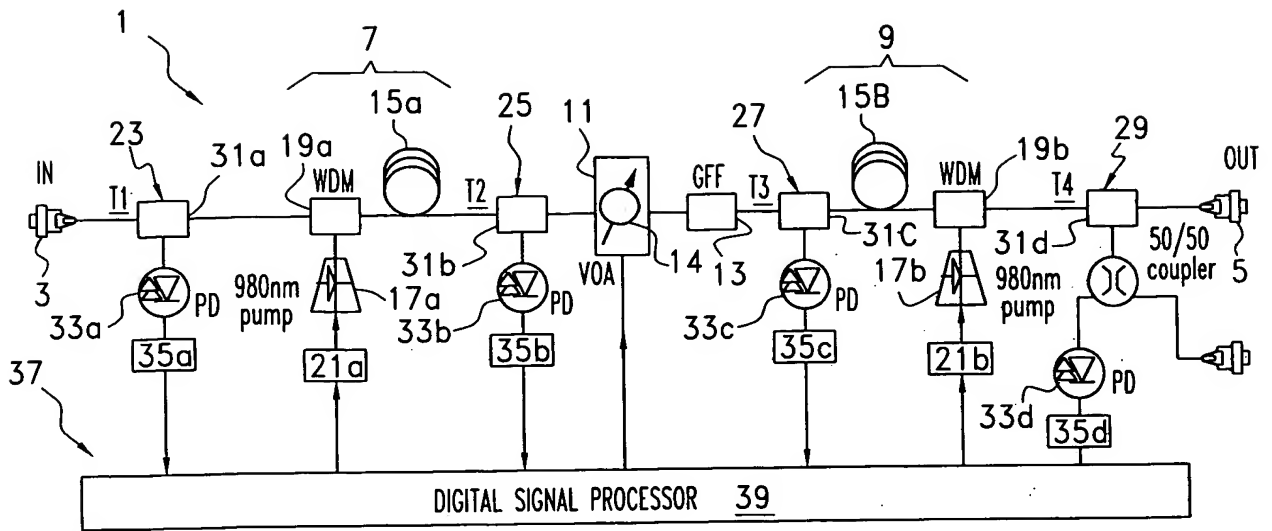 1
7
9
15a
15B
23
31a
19a
WDM
25
11
27
19b
WDM
29
IN
OUT
T1
T2
GFF
T3
T4
3
31b
VOA
14
13
31C
31d
50/50
coupler
5
33a
PD
980nm
pump
17a
33b
PD
33c
PD
17b
980nm
pump
35a
21a
35b
35c
21b
33d
PD
35d
37
DIGITAL SIGNAL PROCESSOR 39